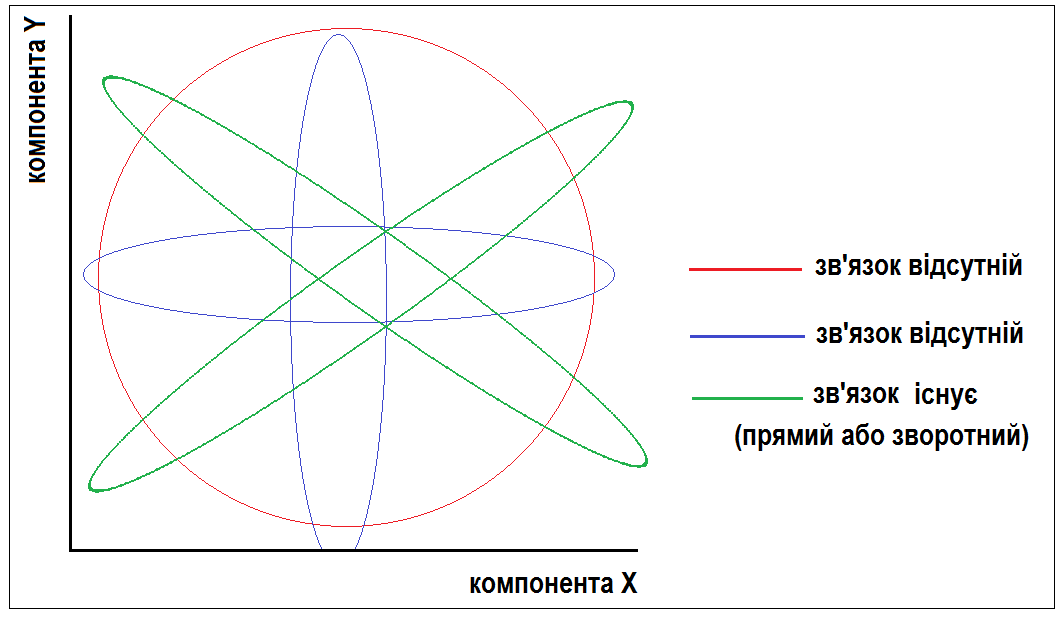 компонента Y
зв'язок відсутній
зв'язок відсутній
зв'язок існує
(прямий або зворотний)
компонента X